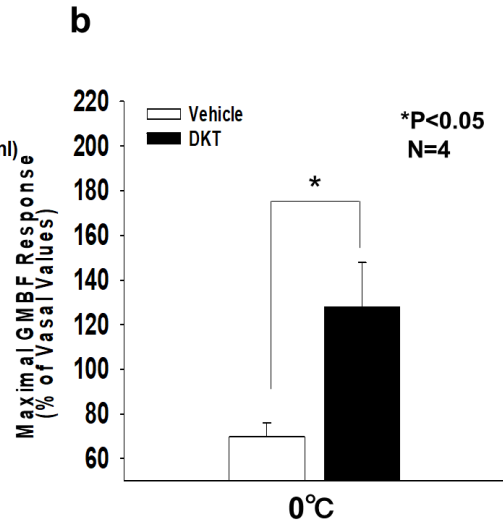 b
nl)
Maximal GMBF Response
(% of Vasal Values)
220
200
180
160
140
120
100
80
60
Vehicle
DKT
*P<0.05
N=4
*
0℃